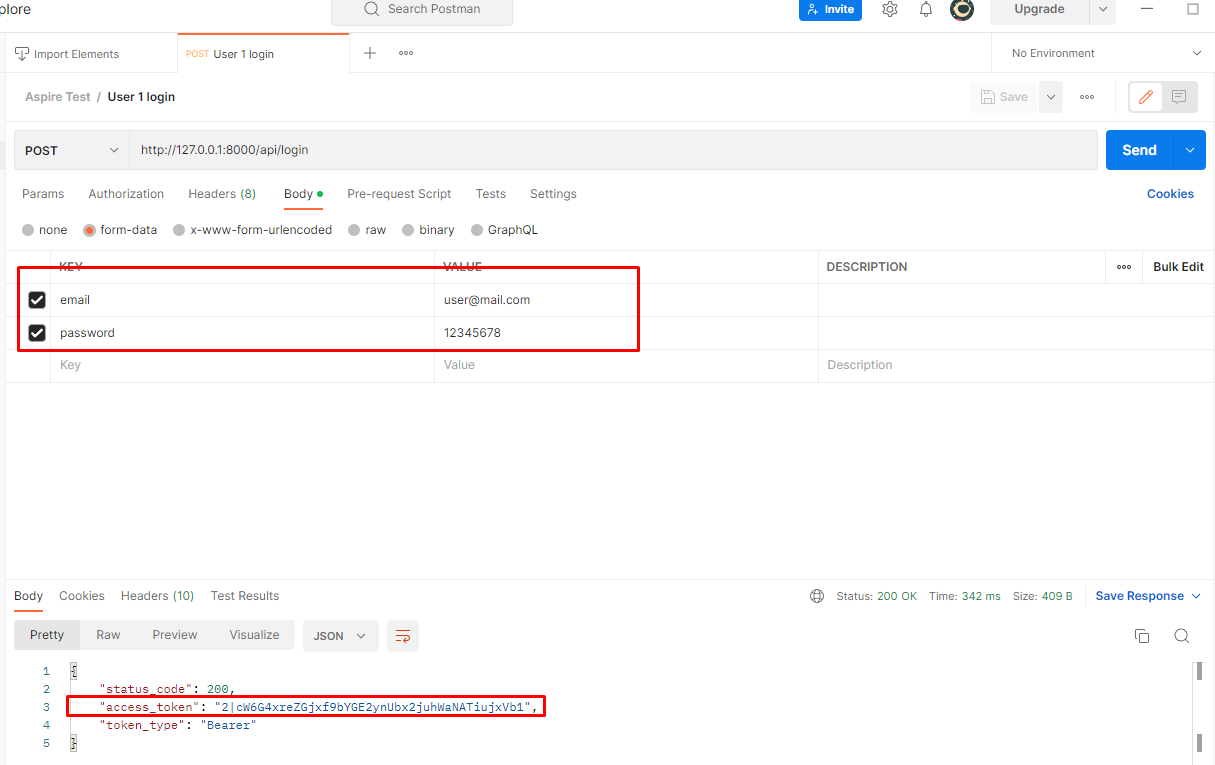 plore
Search Postman
Invite
Upgrade
Import Elements
POST User 1 login
No Environment
Aspire Test / User 1 login
Save
POST
http://127.0.0.1:8000/api/login
Send
Params Authorization Headers (8) Body Pre-request Script Tests Settings Cookies
none form-data x-www-form-urlencoded raw binary GraphQL
KEY VALUE DESCRIPTION Bulk Edit
email user@mail.com
password 12345678
Key Value Description
Body Cookies Headers (10) Test Results Status: 200 OK Time: 342 ms Size: 409 B Save Response
Pretty Raw Preview Visualize JSON
1 {
2 "status_code": 200,
3 "access_token": "2|cW6G4xreZGjxf9bYGE2ynUbx2juhWaNATiujxVb1",
4 "token_type": "Bearer"
5 }